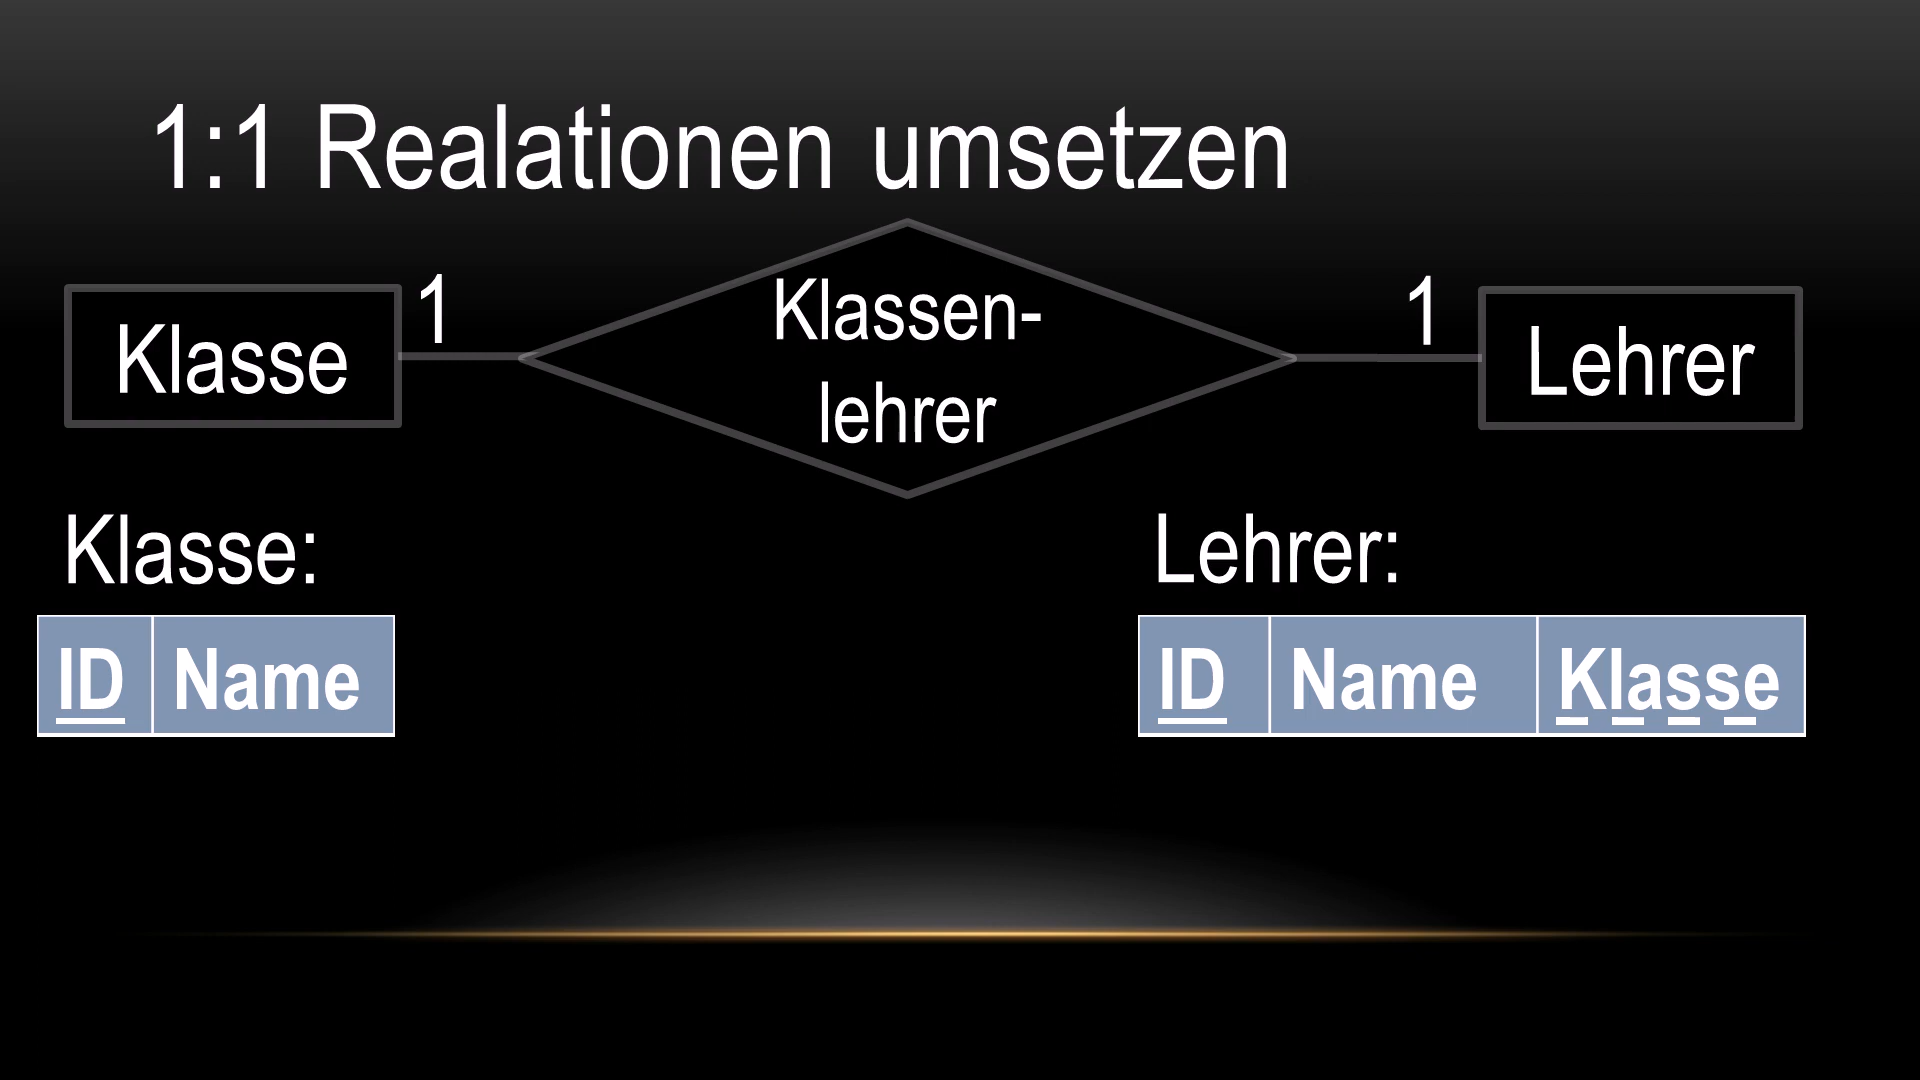 1:1 Realationen umsetzen
Klasse 1 Klassen- 1 Lehrer
lehrer
Klasse: Lehrer:
ID Name ID Name Klasse